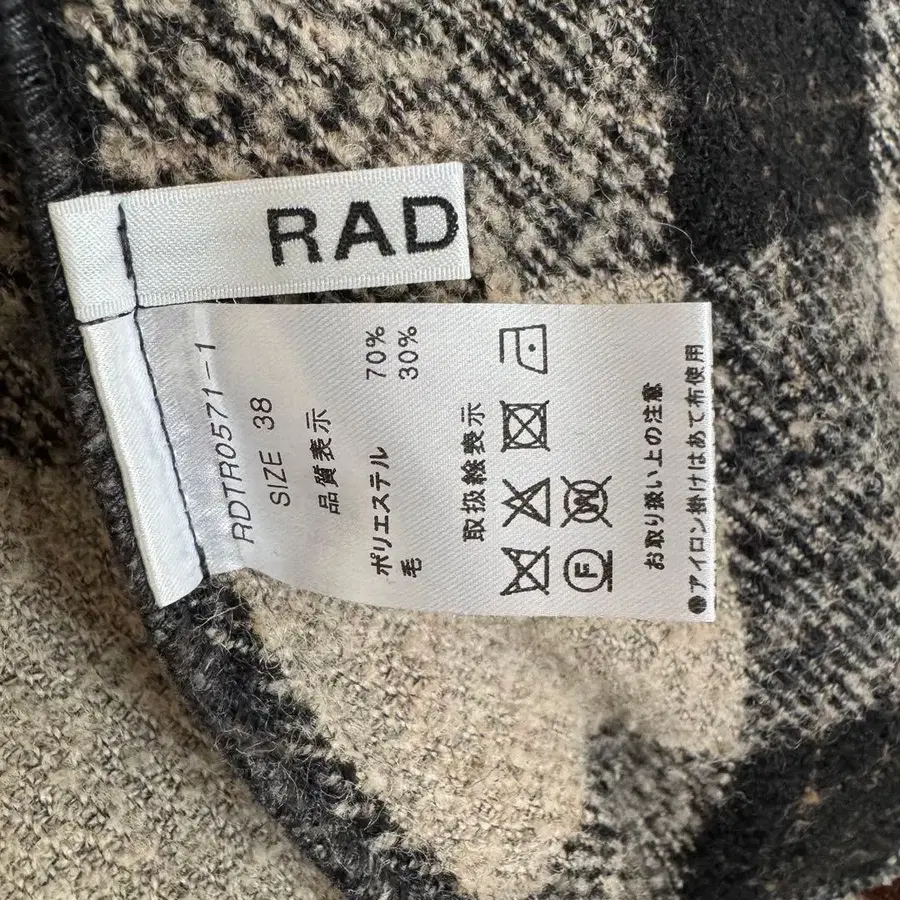 RAD
RDTR0571-1
SIZE 38
品質表示
ポリエステル 70%
毛 30%
取扱絵表示
F W
お取り扱い上の注意
●アイロン掛けはあて布使用